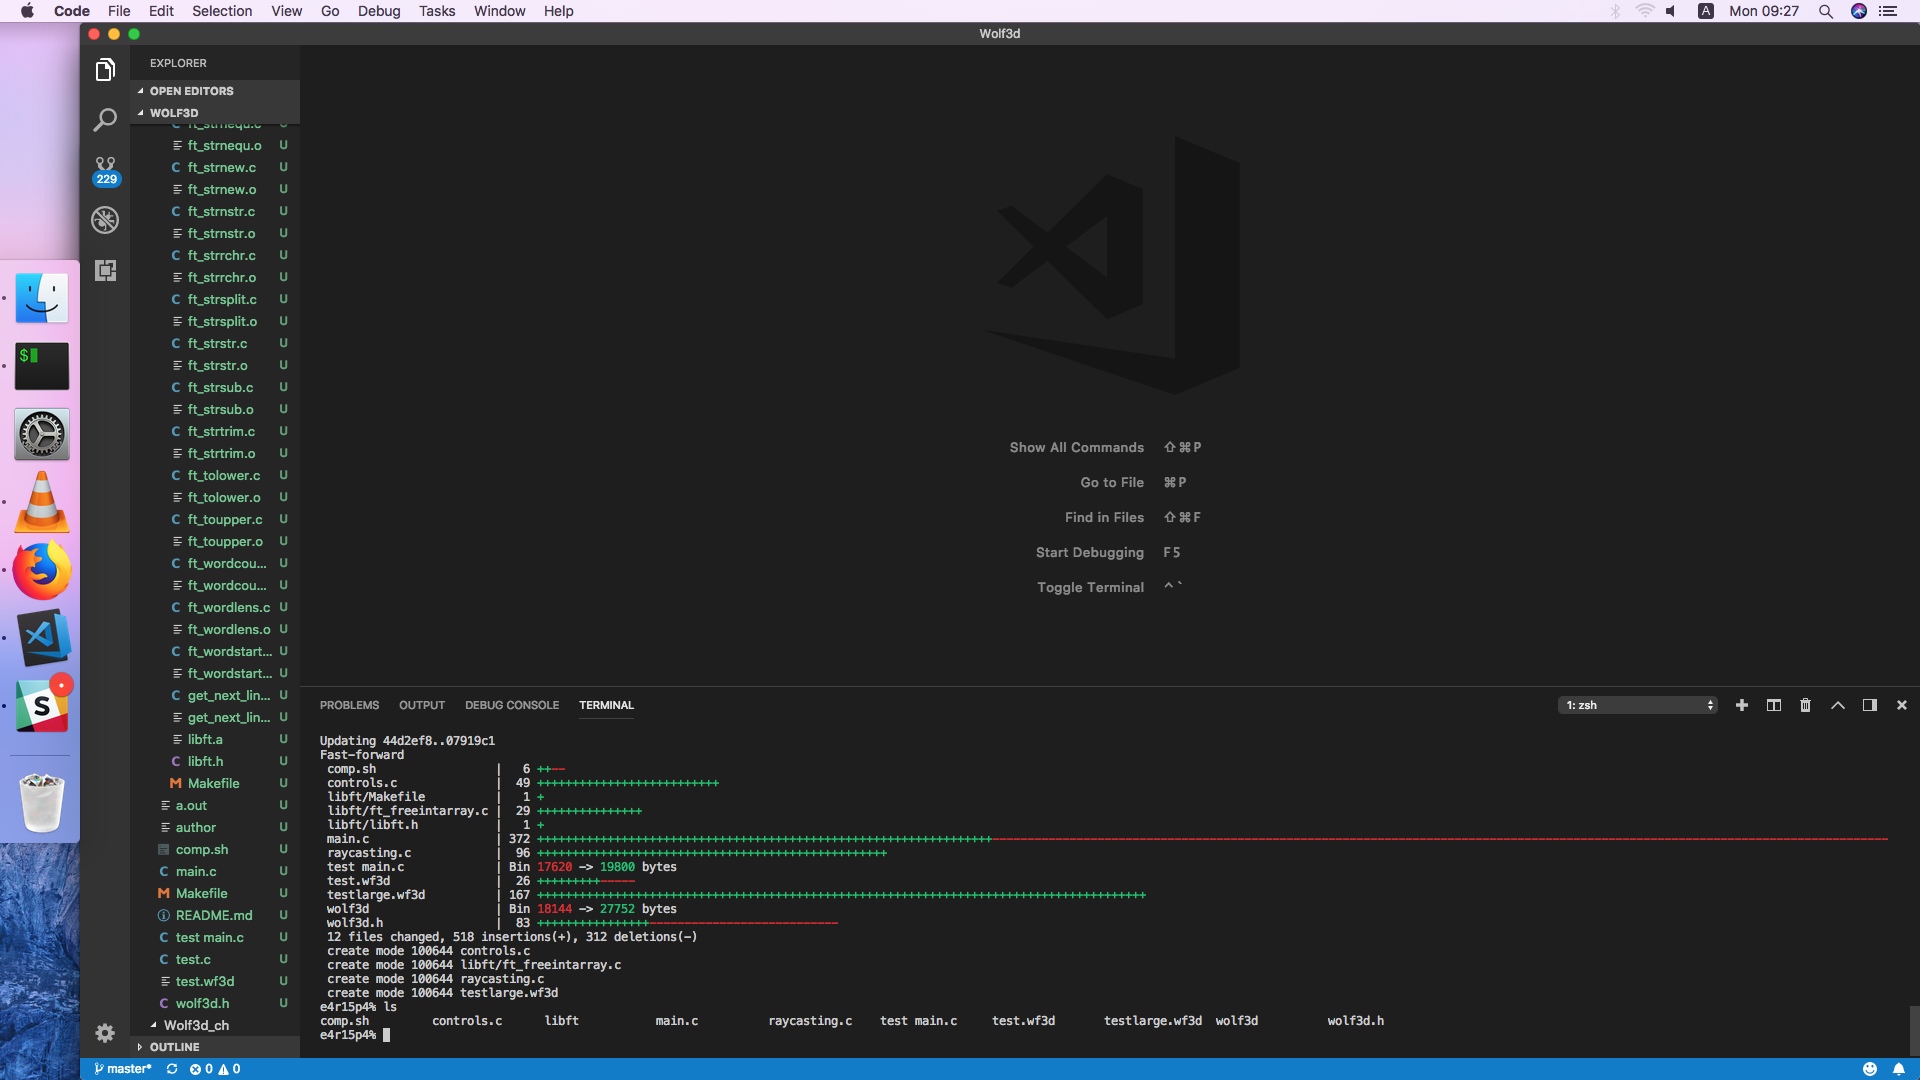 Code File Edit Selection View Go Debug Tasks Window Help
A Mon 09:27
Wolf3d
EXPLORER
OPEN EDITORS
WOLF3D
C ft_strnequ.c U
ft_strnequ.o U
229
C ft_strnew.c U
ft_strnew.o U
C ft_strnstr.c U
ft_strnstr.o U
C ft_strrchr.c U
ft_strrchr.o U
C ft_strsplit.c U
ft_strsplit.o U
C ft_strstr.c U
ft_strstr.o U
C ft_strsub.c U
ft_strsub.o U
C ft_strtrim.c U
ft_strtrim.o U
C ft_tolower.c U
ft_tolower.o U
C ft_toupper.c U
ft_toupper.o U
C ft_wordcou... U
ft_wordcou... U
C ft_wordlens.c U
ft_wordlens.o U
C ft_wordstart... U
ft_wordstart... U
C get_next_lin... U
get_next_lin... U
libft.a U
C libft.h U
M Makefile U
a.out U
author U
comp.sh U
C main.c U
M Makefile U
README.md U
C test main.c U
C test.c U
test.wf3d U
C wolf3d.h U
Wolf3d_ch
OUTLINE
$
S
Show All Commands ⇧⌘P
Go to File ⌘P
Find in Files ⇧⌘F
Start Debugging F5
Toggle Terminal ^`
PROBLEMS OUTPUT DEBUG CONSOLE TERMINAL
1: zsh
Updating 44d2ef8..07919c1
Fast-forward
comp.sh | 6 ++--
controls.c | 49 ++++++++++++++++++++++++++
libft/Makefile | 1 +
libft/ft_freeintarray.c | 29 +++++++++++++++
libft/libft.h | 1 +
main.c | 372 +++++++++++++++++++++++++++++++++++++++++++++++++++++++++++++++++--------------------------------------------------------------------------------------------------------------------------------
raycasting.c | 96 ++++++++++++++++++++++++++++++++++++++++++++++++++
test main.c | Bin 17620 -> 19800 bytes
test.wf3d | 26 +++++++++-----
testlarge.wf3d | 167 +++++++++++++++++++++++++++++++++++++++++++++++++++++++++++++++++++++++++++++++++++++++
wolf3d | Bin 18144 -> 27752 bytes
wolf3d.h | 83 ++++++++++++++++---------------------------
12 files changed, 518 insertions(+), 312 deletions(-)
create mode 100644 controls.c
create mode 100644 libft/ft_freeintarray.c
create mode 100644 raycasting.c
create mode 100644 testlarge.wf3d
e4r15p4% ls
comp.sh controls.c libft main.c raycasting.c test main.c test.wf3d testlarge.wf3d wolf3d wolf3d.h
e4r15p4%
master* 0 0